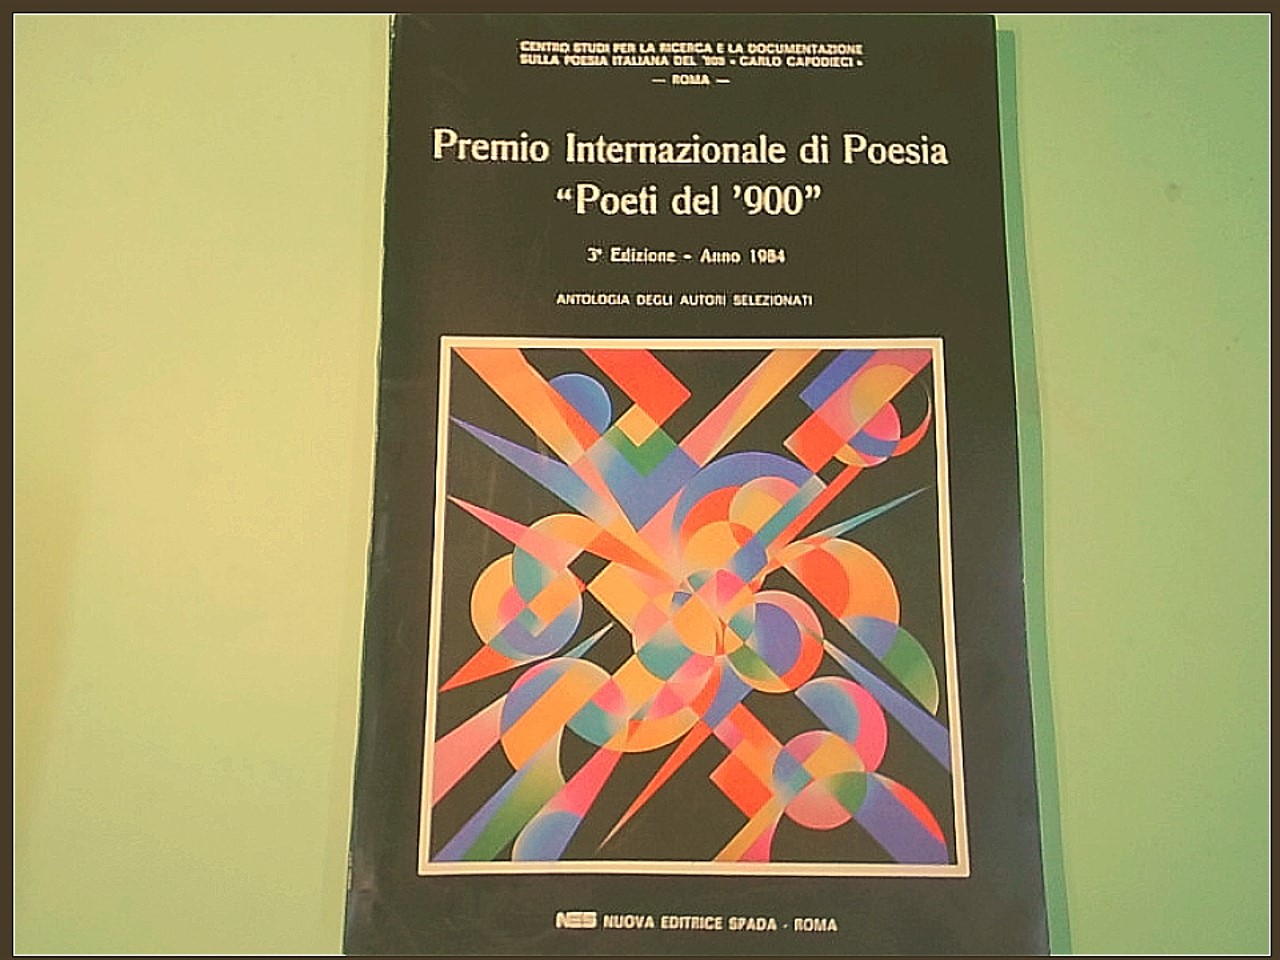 CENTRO STUDI PER LA RICERCA E LA DOCUMENTAZIONE
SULLA POESIA ITALIANA DEL '900 « CARLO CAPODIECI »
— ROMA —
Premio Internazionale di Poesia
“Poeti del ’900”
3ª Edizione - Anno 1984
ANTOLOGIA DEGLI AUTORI SELEZIONATI
NES NUOVA EDITRICE SPADA - ROMA